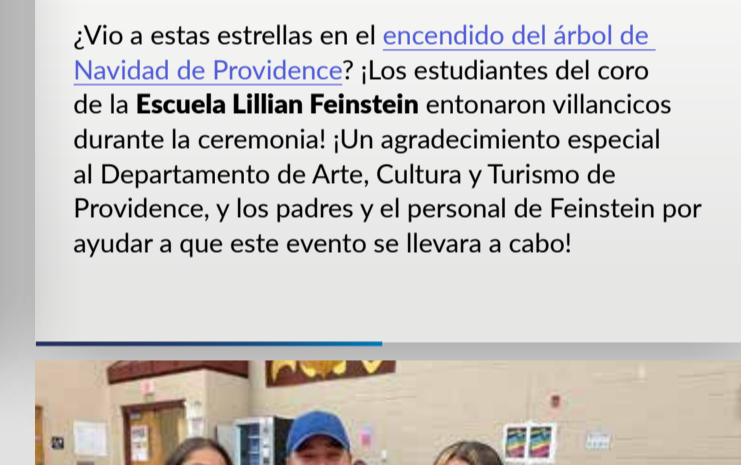 ¿Vio a estas estrellas en el encendido del árbol de
Navidad de Providence? ¡Los estudiantes del coro
de la Escuela Lillian Feinstein entonaron villancicos
durante la ceremonia! ¡Un agradecimiento especial
al Departamento de Arte, Cultura y Turismo de
Providence, y los padres y el personal de Feinstein por
ayudar a que este evento se llevara a cabo!